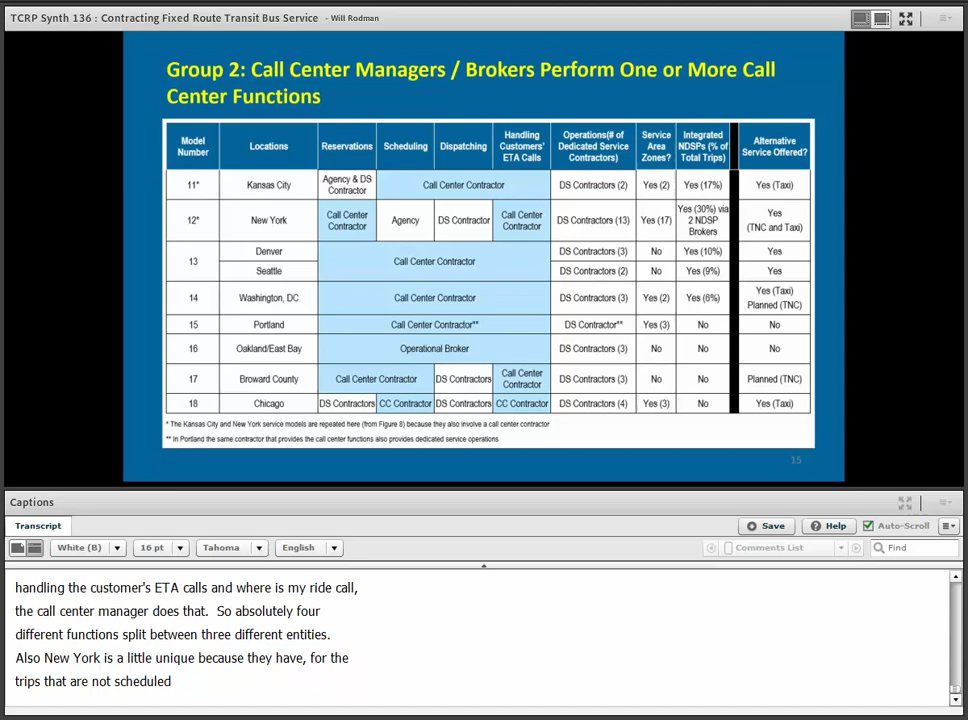 TCRP Synth 136 : Contracting Fixed Route Transit Bus Service - Will Rodman
Group 2: Call Center Managers / Brokers Perform One or More Call
Center Functions
Model Number | Locations | Reservations | Scheduling | Dispatching | Handling Customers' ETA Calls | Operations(# of Dedicated Service Contractors) | Service Area Zones? | Integrated NDSPs (% of Total Trips) | Alternative Service Offered?
11* | Kansas City | Agency & DS Contractor | Call Center Contractor | DS Contractors (2) | Yes (2) | Yes (17%) | Yes (Taxi)
12* | New York | Call Center Contractor | Agency | DS Contractor | Call Center Contractor | DS Contractors (13) | Yes (17) | Yes (30%) via 2 NDSP Brokers | Yes (TNC and Taxi)
13 | Denver | Call Center Contractor | DS Contractors (3) | No | Yes (10%) | Yes
Seattle | DS Contractors (2) | No | Yes (9%) | Yes
14 | Washington, DC | Call Center Contractor | DS Contractors (3) | Yes (2) | Yes (6%) | Yes (Taxi) Planned (TNC)
15 | Portland | Call Center Contractor** | DS Contractor** | Yes (3) | No | No
16 | Oakland/East Bay | Operational Broker | DS Contractors (3) | No | No | No
17 | Broward County | Call Center Contractor | DS Contractors | Call Center Contractor | DS Contractors (3) | No | No | Planned (TNC)
18 | Chicago | DS Contractors | CC Contractor | DS Contractors | CC Contractor | DS Contractors (4) | Yes (3) | No | Yes (Taxi)
* The Kansas City and New York service models are repeated here (from Figure 8) because they also involve a call center contractor
** In Portland the same contractor that provides the call center functions also provides dedicated service operations
15
Captions
Transcript
Save
Help
Auto-Scroll
White (B)
16 pt
Tahoma
English
Comments List
Find
handling the customer's ETA calls and where is my ride call,
the call center manager does that.  So absolutely four
different functions split between three different entities.
Also New York is a little unique because they have, for the
trips that are not scheduled